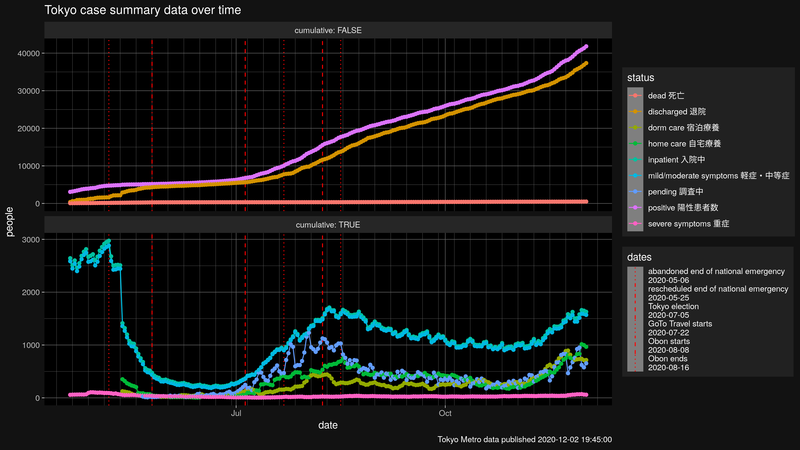 Tokyo case summary data over time
cumulative: FALSE
40000
30000
20000
10000
0
cumulative: TRUE
3000
2000
1000
0
people
Jul
Oct
date
status
dead 死亡
discharged 退院
dorm care 宿泊療養
home care 自宅療養
inpatient 入院中
mild/moderate symptoms 軽症・中等症
pending 調査中
positive 陽性患者数
severe symptoms 重症
dates
abandoned end of national emergency
2020-05-06
rescheduled end of national emergency
2020-05-25
Tokyo election
2020-07-05
GoTo Travel starts
2020-07-22
Obon starts
2020-08-08
Obon ends
2020-08-16
Tokyo Metro data published 2020-12-02 19:45:00